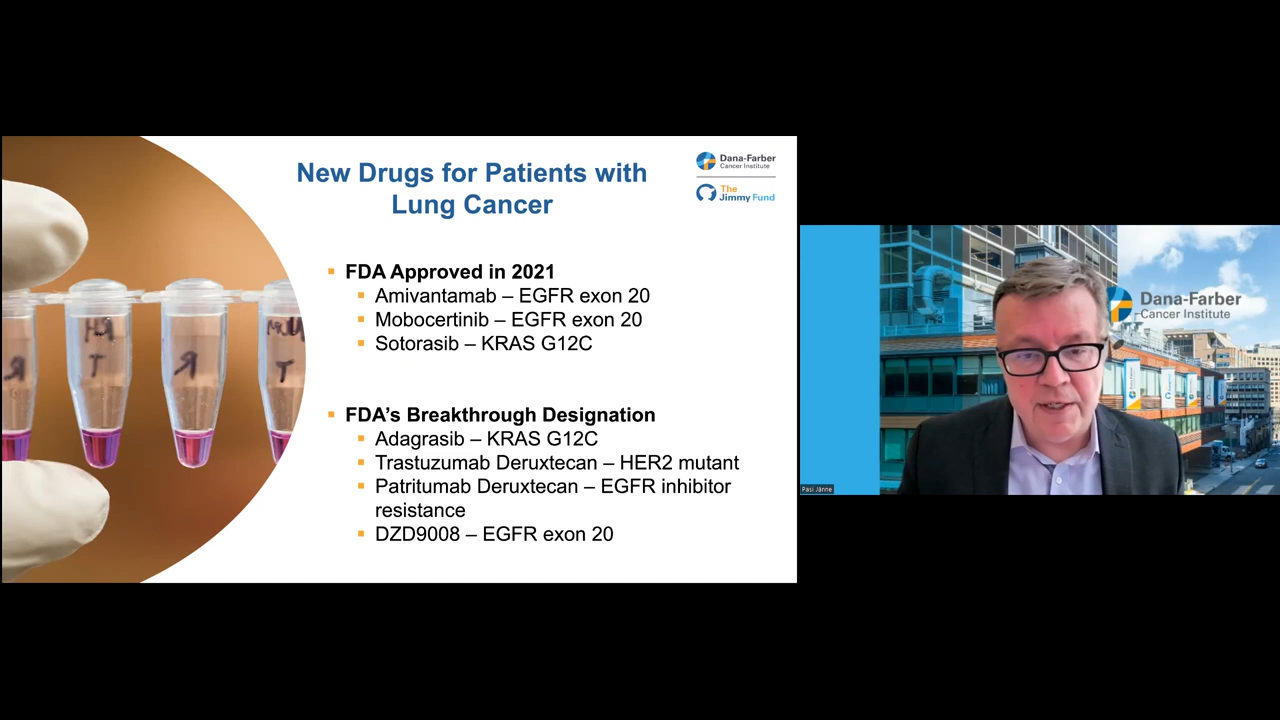 New Drugs for Patients with
Lung Cancer
Dana-Farber
Cancer Institute
The
Jimmy Fund
FDA Approved in 2021
Amivantamab – EGFR exon 20
Mobocertinib – EGFR exon 20
Sotorasib – KRAS G12C
FDA's Breakthrough Designation
Adagrasib – KRAS G12C
Trastuzumab Deruxtecan – HER2 mutant
Patritumab Deruxtecan – EGFR inhibitor
resistance
DZD9008 – EGFR exon 20
R
T
R
T
Dana-Farber
Cancer Institute
Pasi Jänne